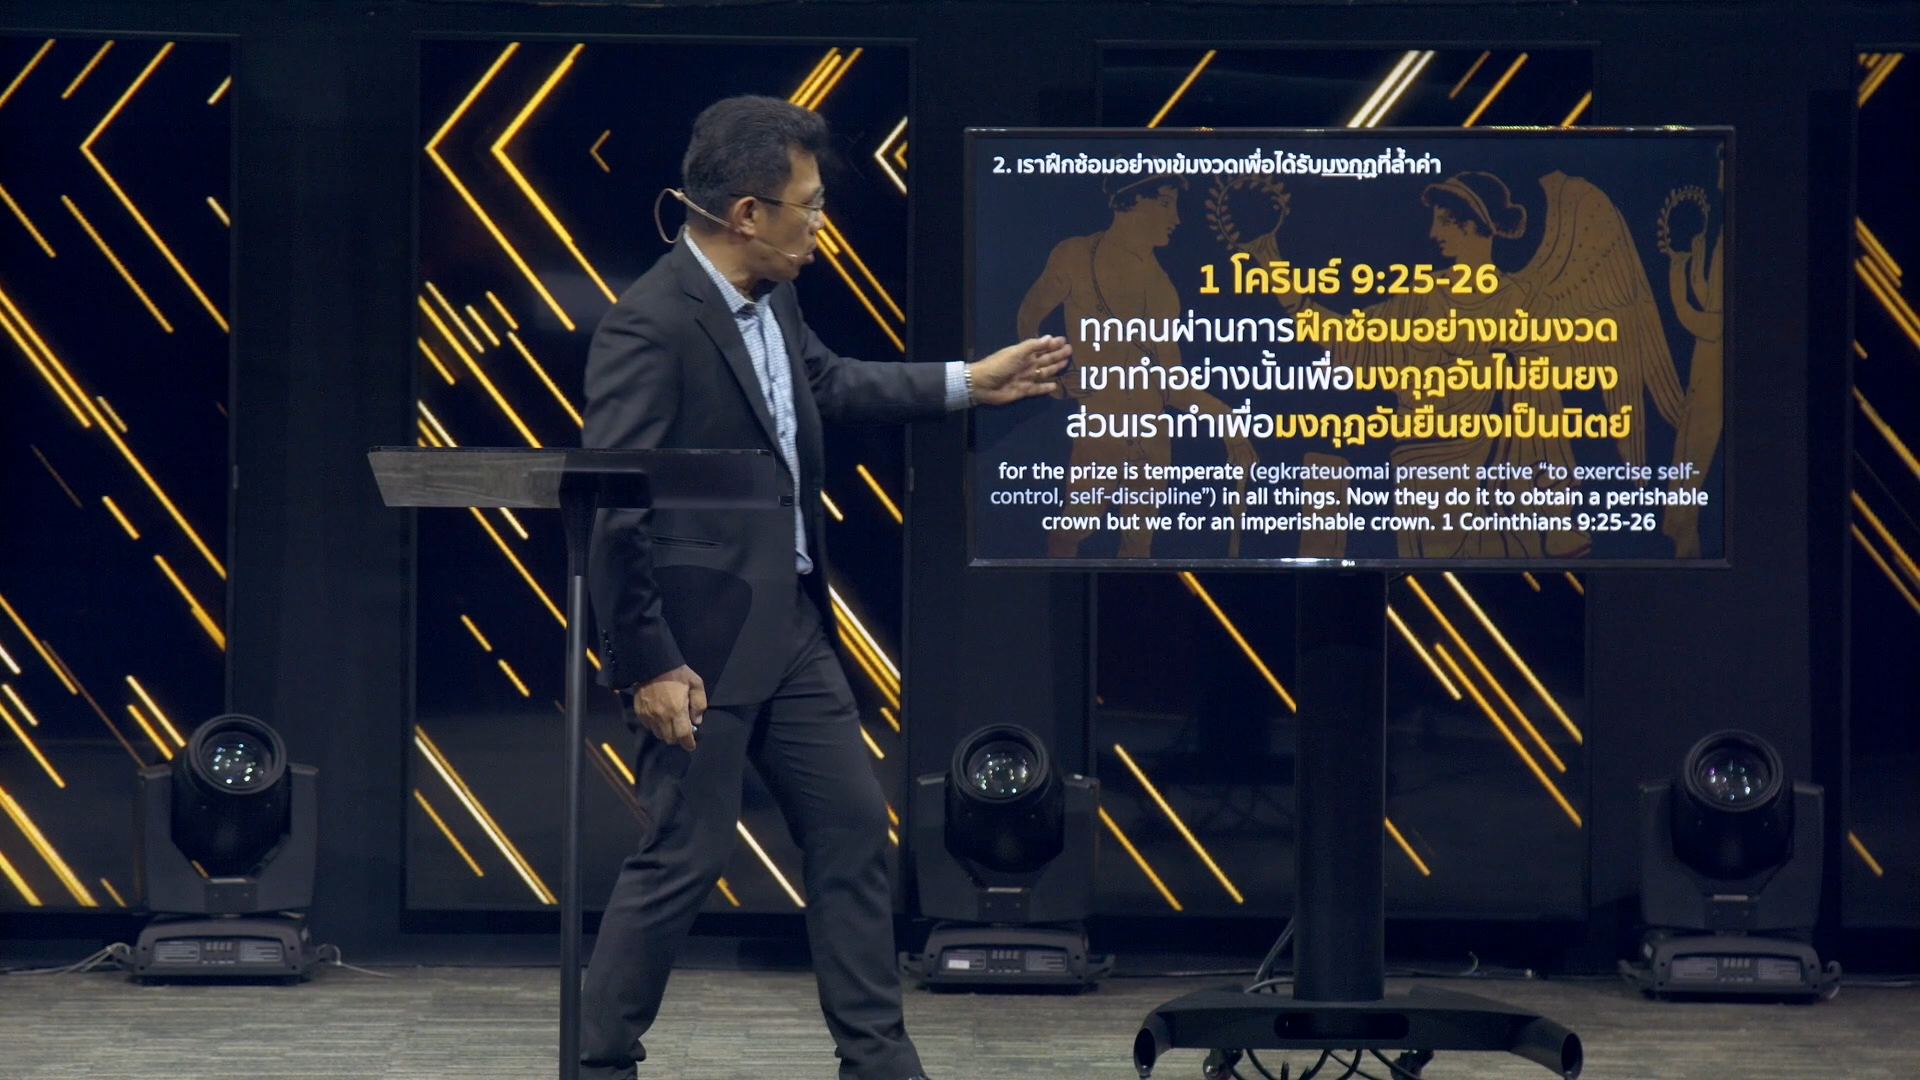 2. เราฝึกซ้อมอย่างเข้มงวดเพื่อได้รับมงกุฎที่ล้ำค่า
1 โครินธ์ 9:25-26
ทุกคนผ่านการฝึกซ้อมอย่างเข้มงวด
เขาทำอย่างนั้นเพื่อมงกุฎอันไม่ยืนยง
ส่วนเราทำเพื่อมงกุฎอันยืนยงเป็นนิตย์
for the prize is temperate (egkrateuomai present active “to exercise self-
control, self-discipline”) in all things. Now they do it to obtain a perishable
crown but we for an imperishable crown. 1 Corinthians 9:25-26
LG